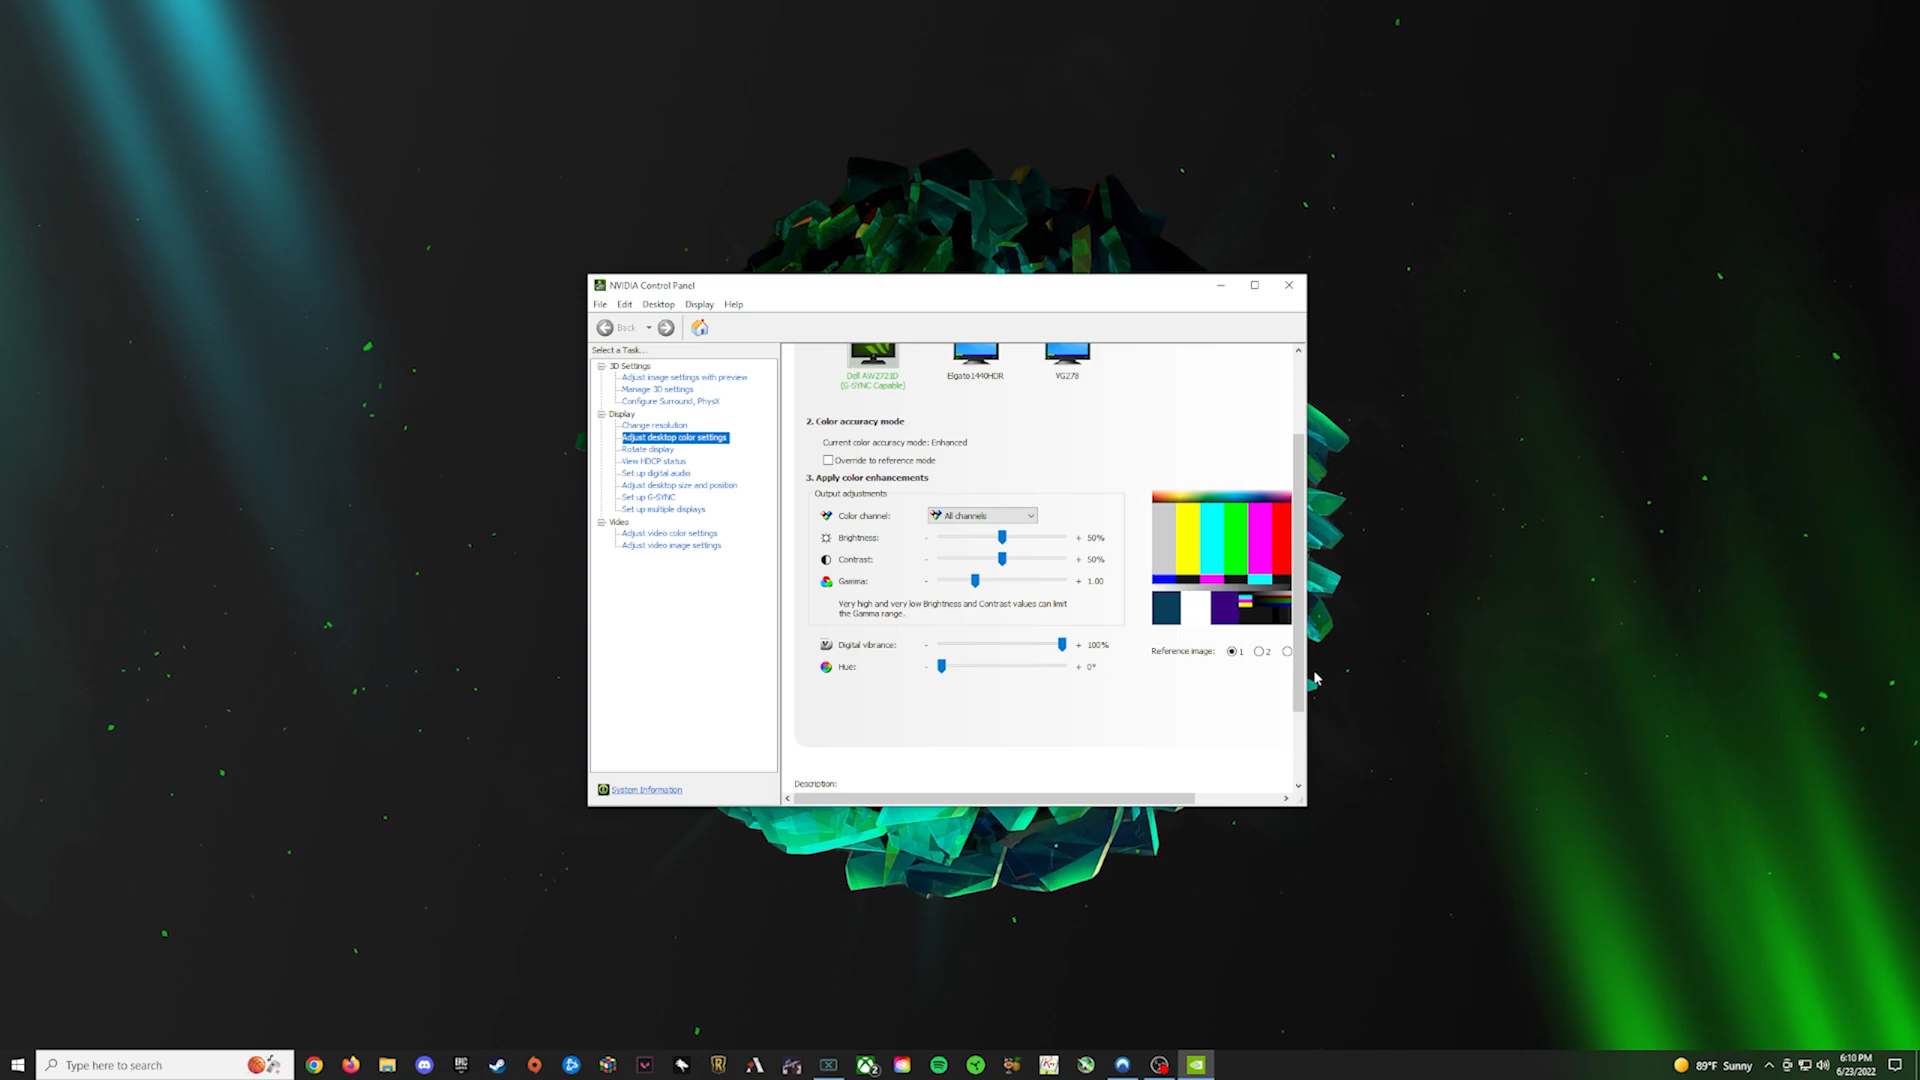 NVIDIA Control Panel
File Edit Desktop Display Help
Back
Select a Task...
3D Settings
Adjust image settings with preview
Manage 3D settings
Configure Surround, PhysX
Display
Change resolution
Adjust desktop color settings
Rotate display
View HDCP status
Set up digital audio
Adjust desktop size and position
Set up G-SYNC
Set up multiple displays
Video
Adjust video color settings
Adjust video image settings
System Information
Dell AW2721D
(G-SYNC Capable)
Elgato1440HDR
VG278
2. Color accuracy mode
Current color accuracy mode: Enhanced
Override to reference mode
3. Apply color enhancements
Output adjustments
Color channel: All channels
Brightness: - + 50%
Contrast: - + 50%
Gamma: - + 1.00
Very high and very low Brightness and Contrast values can limit
the Gamma range.
Digital vibrance: - + 100%
Hue: - + 0°
Reference image: 1 2
Description:
Type here to search
EPIC
GAMES
2
89°F Sunny
6:10 PM
6/23/2022